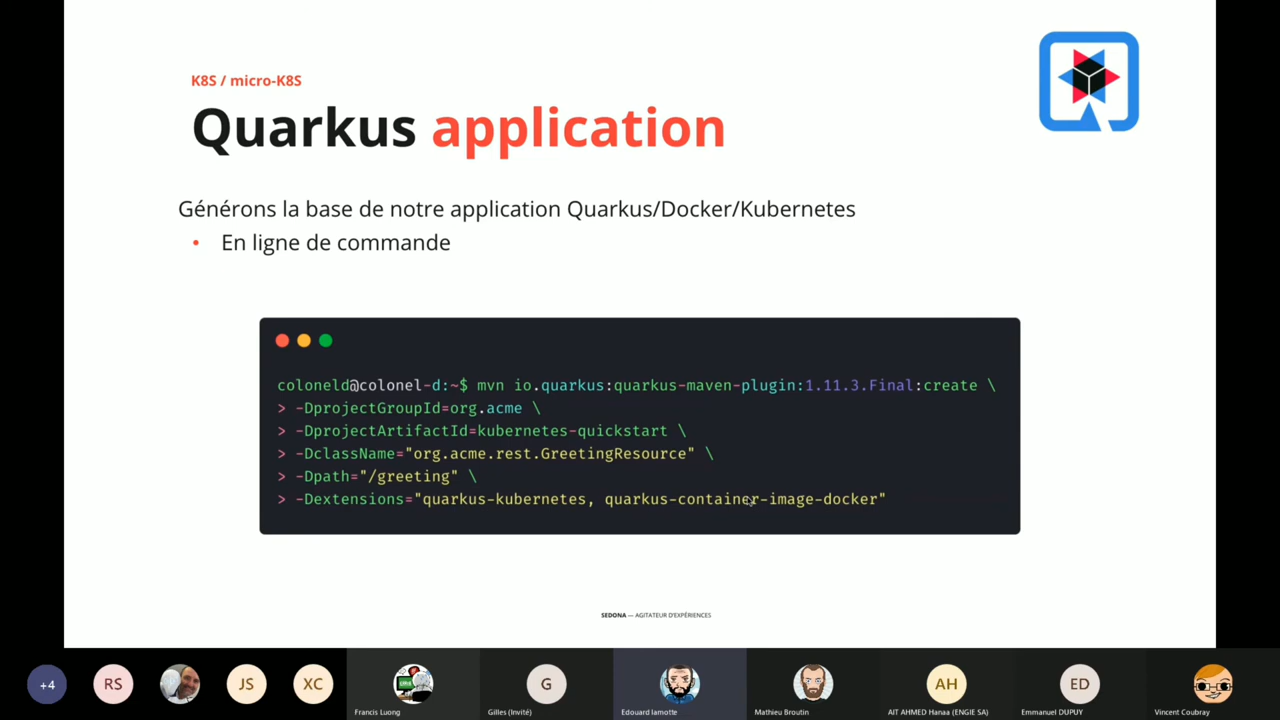 K8S / micro-K8S
Quarkus application
Générons la base de notre application Quarkus/Docker/Kubernetes
• En ligne de commande
coloneld@colonel-d:~$ mvn io.quarkus:quarkus-maven-plugin:1.11.3.Final:create \
> -DprojectGroupId=org.acme \
> -DprojectArtifactId=kubernetes-quickstart \
> -DclassName="org.acme.rest.GreetingResource" \
> -Dpath="/greeting" \
> -Dextensions="quarkus-kubernetes, quarkus-container-image-docker"
SEDONA — AGITATEUR D'EXPÉRIENCES
+4 RS JS XC G AH ED
Francis Luong Gilles (Invité) Edouard lamotte Mathieu Broutin AIT AHMED Hanaa (ENGIE SA) Emmanuel DUPUY Vincent Coubray